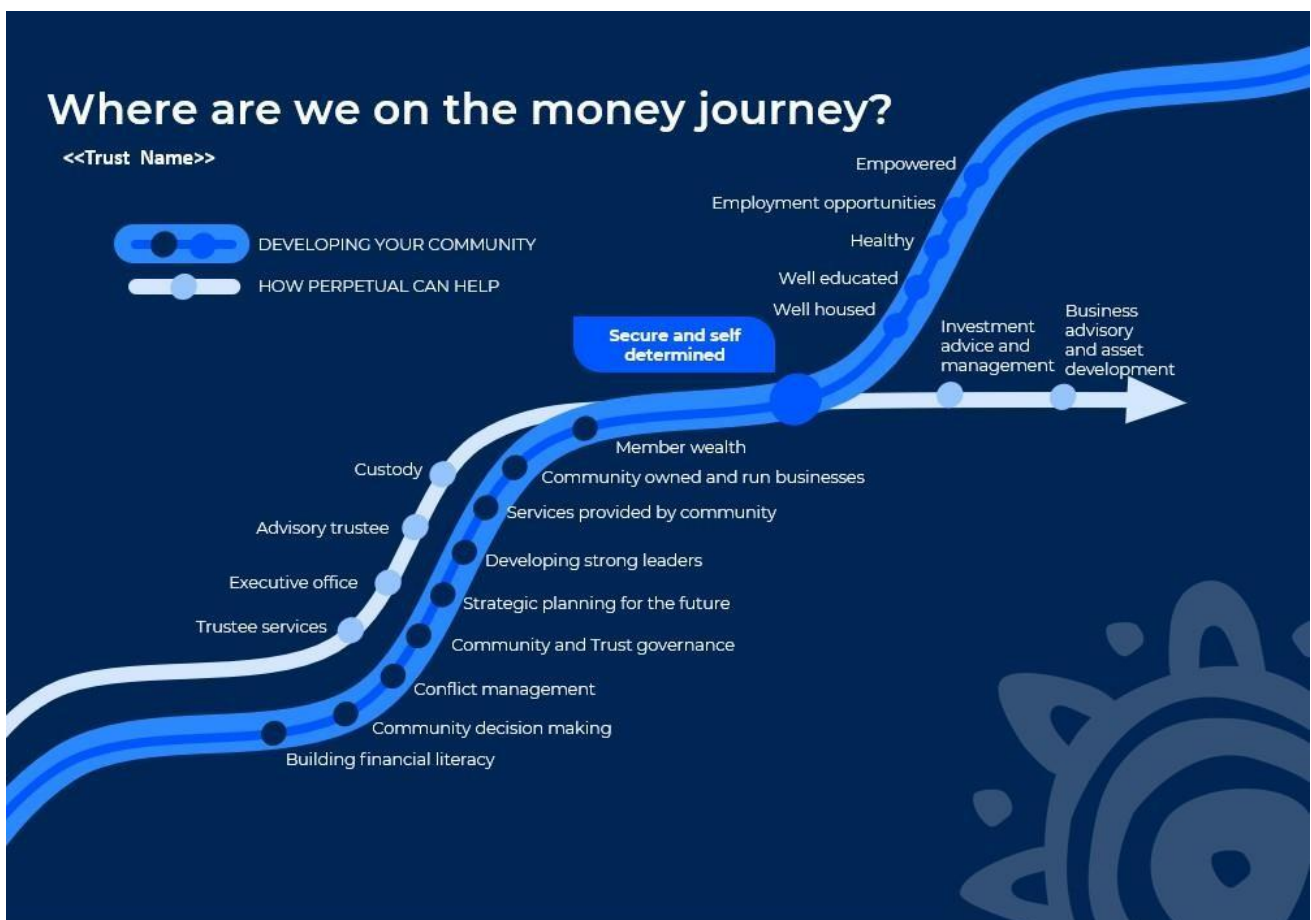 Where are we on the money journey?
<<Trust Name>>
DEVELOPING YOUR COMMUNITY
HOW PERPETUAL CAN HELP
Empowered
Employment opportunities
Healthy
Well educated
Well housed
Secure and self
determined
Investment
advice and
management
Business
advisory
and asset
development
Member wealth
Custody
Community owned and run businesses
Services provided by community
Advisory trustee
Developing strong leaders
Executive office
Strategic planning for the future
Trustee services
Community and Trust governance
Conflict management
Community decision making
Building financial literacy